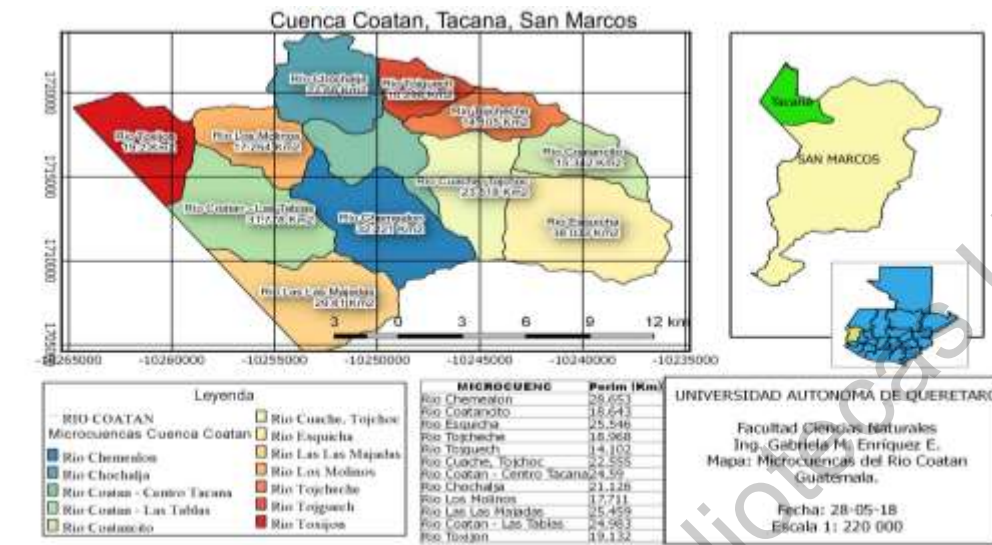 Cuenca Coatan, Tacana, San Marcos
Rio Chochalja
Rio Tojguech
Rio Tojcheche
Rio Toxijon
Rio Los Molinos
Rio Coatancito
Rio Cuache, Tojchoc
Rio Coatan - Las Tablas
Rio Chemealon
Rio Esquicha
Rio Las Las Majadas
1720000
1715000
1710000
3 0 3 6 9 12 km
-10260000 -10255000 -10250000 -10245000 -10240000 -10235000
Tacana
SAN MARCOS
Leyenda
RIO COATAN
Microcuencas Cuenca Coatan
Rio Chemealon
Rio Chochalja
Rio Coatan - Centro Tacana
Rio Coatan - Las Tablas
Rio Coatancito
Rio Cuache, Tojchoc
Rio Esquicha
Rio Las Las Majadas
Rio Los Molinos
Rio Tojcheche
Rio Tojguech
Rio Toxijon
MICROCUENC Perim (Km)
Rio Chemealon 28.653
Rio Coatancito 18.643
Rio Esquicha 25.546
Rio Tojcheche 18.968
Rio Tojguech 14.102
Rio Cuache, Tojchoc 22.555
Rio Coatan - Centro Tacana 24.59
Rio Chochalja 21.126
Rio Los Molinos 17.711
Rio Las Las Majadas 25.459
Rio Coatan - Las Tablas 24.983
Rio Toxijon 19.132
UNIVERSIDAD AUTONOMA DE QUERETARO
Facultad Ciencias Naturales
Ing. Gabriela M. Enriquez E.
Mapa: Microcuencas del Rio Coatan
Guatemala.
Fecha: 28-05-18
Escala 1: 220 000